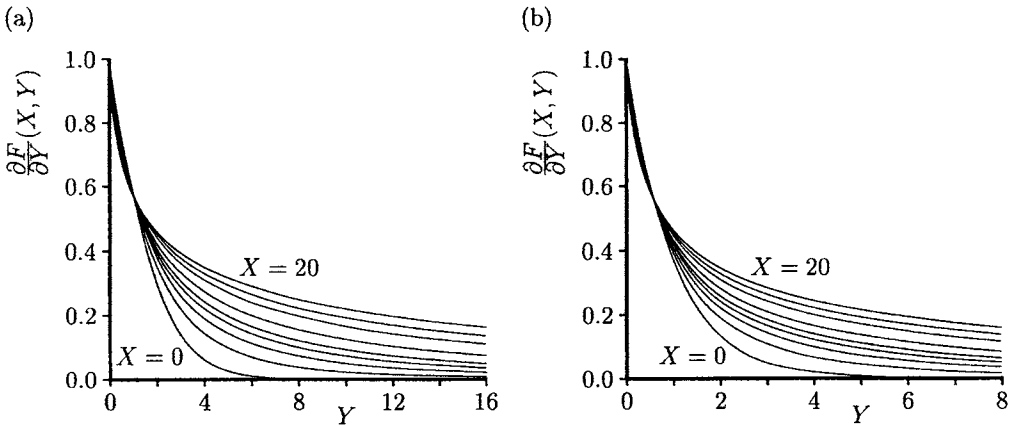 (a)
∂F/∂Y (X, Y)
1.0
0.8
0.6
0.4
0.2
0.0
X = 20
X = 0
0 4 8 12 16
Y
(b)
∂F/∂Y (X, Y)
1.0
0.8
0.6
0.4
0.2
0.0
X = 20
X = 0
0 2 4 6 8
Y